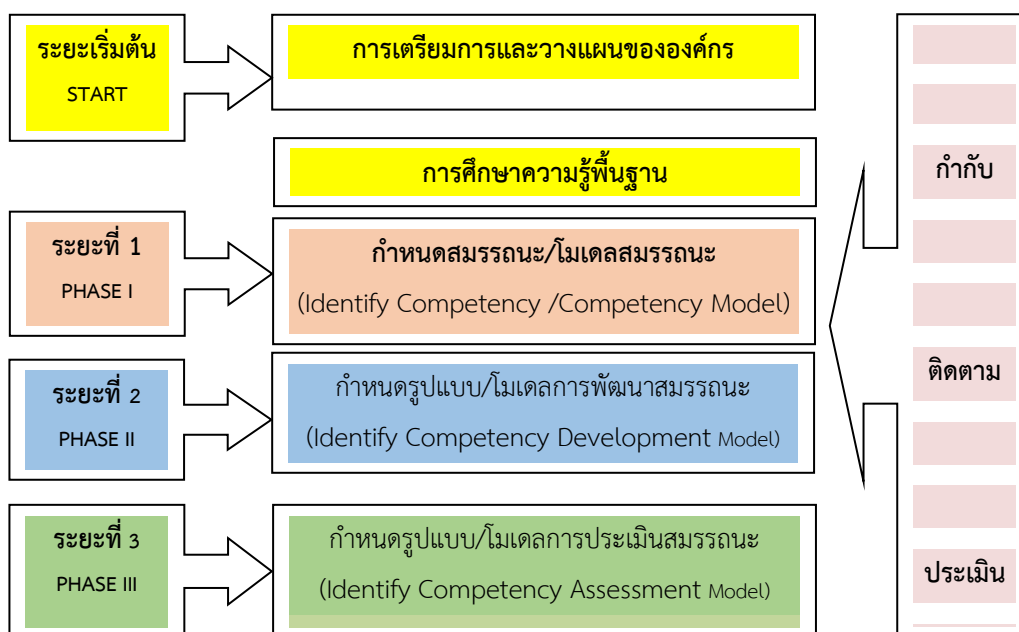 ระยะเริ่มต้น
START
การเตรียมการและวางแผนขององค์กร
การศึกษาความรู้พื้นฐาน
ระยะที่ 1
PHASE I
กำหนดสมรรถนะ/โมเดลสมรรถนะ
(Identify Competency /Competency Model)
ระยะที่ 2
PHASE II
กำหนดรูปแบบ/โมเดลการพัฒนาสมรรถนะ
(Identify Competency Development Model)
ระยะที่ 3
PHASE III
กำหนดรูปแบบ/โมเดลการประเมินสมรรถนะ
(Identify Competency Assessment Model)
กำกับ
ติดตาม
ประเมิน